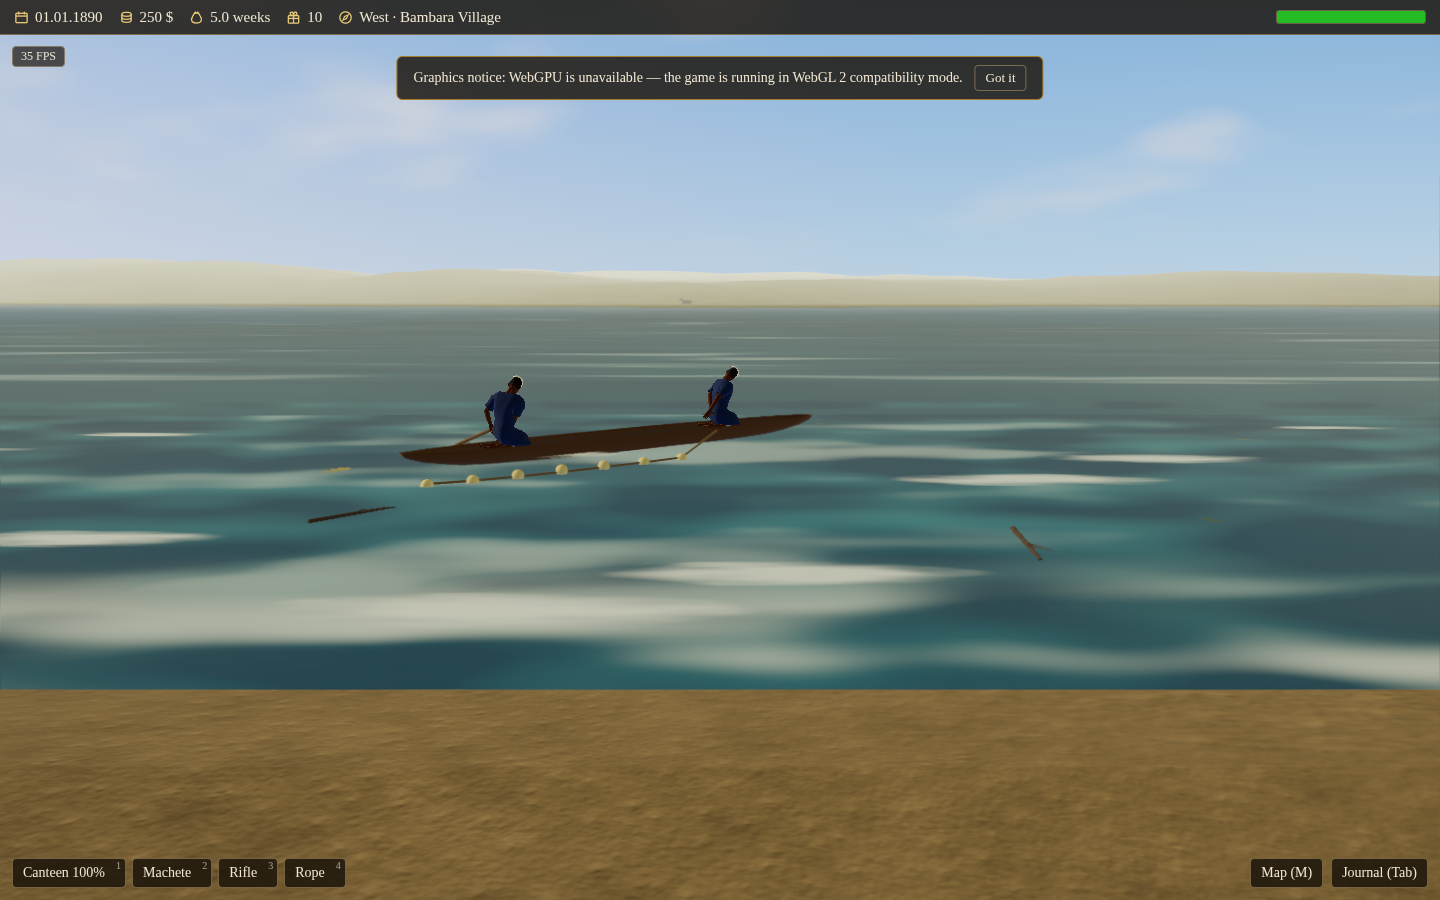 01.01.1890 250 $ 5.0 weeks 10 West · Bambara Village
35 FPS
Graphics notice: WebGPU is unavailable — the game is running in WebGL 2 compatibility mode. Got it
Canteen 100% 1 Machete 2 Rifle 3 Rope 4 Map (M) Journal (Tab)